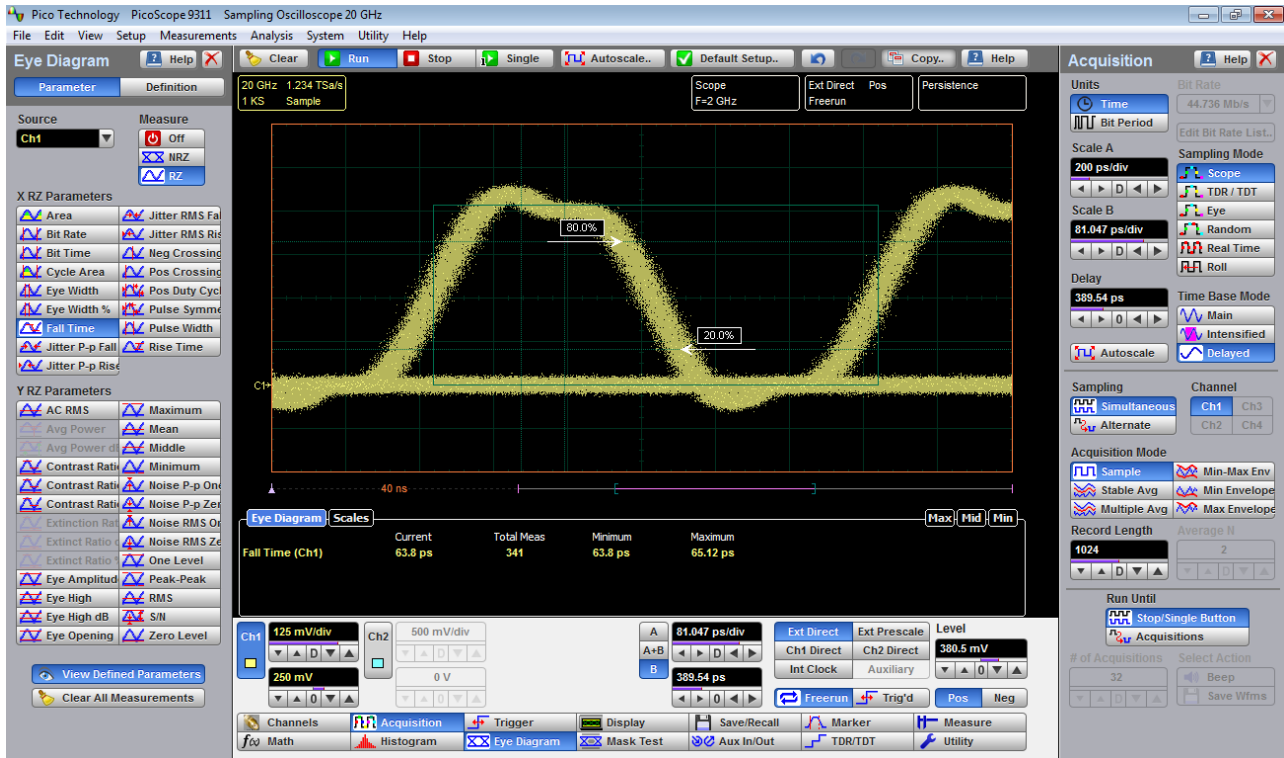 Pico Technology PicoScope 9311 Sampling Oscilloscope 20 GHz
File Edit View Setup Measurements Analysis System Utility Help
Eye Diagram Help
Parameter Definition
Source Measure
Ch1 Off
NRZ
RZ
X RZ Parameters
Area Jitter RMS Fal
Bit Rate Jitter RMS Ris
Bit Time Neg Crossing
Cycle Area Pos Crossing
Eye Width Pos Duty Cycl
Eye Width % Pulse Symme
Fall Time Pulse Width
Jitter P-p Fall Rise Time
Jitter P-p Rise
Y RZ Parameters
AC RMS Maximum
Avg Power Mean
Avg Power dB Middle
Contrast Rati Minimum
Contrast Rati Noise P-p One
Contrast Rati Noise P-p Zer
Extinction Rat Noise RMS On
Extinct Ratio Noise RMS Ze
Extinct Ratio One Level
Eye Amplitud Peak-Peak
Eye High RMS
Eye High dB S/N
Eye Opening Zero Level
View Defined Parameters
Clear All Measurements
Clear Run Stop Single Autoscale.. Default Setup.. Copy.. Help
20 GHz 1.234 TSa/s
1 KS Sample
Scope
F=2 GHz
Ext Direct Pos
Freerun
Persistence
80.0%
20.0%
C1
40 ns
Eye Diagram Scales Max Mid Min
Current Total Meas Minimum Maximum
Fall Time (Ch1) 63.8 ps 341 63.8 ps 65.12 ps
Ch1 125 mV/div Ch2 500 mV/div A 81.047 ps/div Ext Direct Ext Prescale Level
D D A+B D Ch1 Direct Ch2 Direct 380.5 mV
250 mV 0 V B 389.54 ps Int Clock Auxiliary 0
0 0 0 Freerun Trig'd Pos Neg
Channels Acquisition Trigger Display Save/Recall Marker Measure
f(x) Math Histogram Eye Diagram Mask Test Aux In/Out TDR/TDT Utility
Acquisition Help
Units Bit Rate
Time 44.736 Mb/s
Bit Period Edit Bit Rate List..
Scale A Sampling Mode
200 ps/div Scope
D TDR / TDT
Scale B Eye
81.047 ps/div Random
D Real Time
Roll
Delay
389.54 ps Time Base Mode
0 Main
Intensified
Autoscale Delayed
Sampling Channel
Simultaneous Ch1 Ch3
Alternate Ch2 Ch4
Acquisition Mode
Sample Min-Max Env
Stable Avg Min Envelope
Multiple Avg Max Envelope
Record Length Average N
1024 2
D D
Run Until
Stop/Single Button
Acquisitions
# of Acquisitions Select Action
32 Beep
D Save Wfms